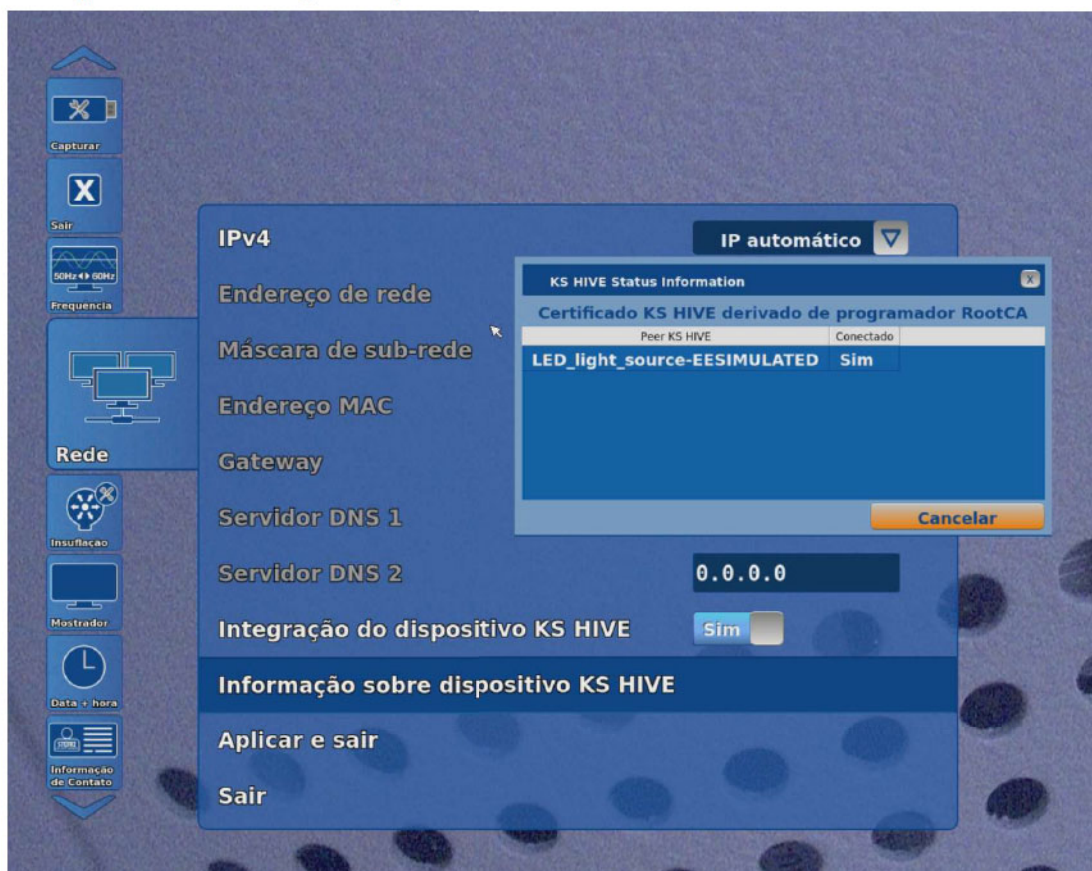 Capturar
X
Sair
50Hz 60Hz
Frequência
Rede
Insuflação
Mostrador
Data + hora
STORZ
Informação
de Contato
IPv4
IP automático
Endereço de rede
Máscara de sub-rede
Endereço MAC
Gateway
Servidor DNS 1
Servidor DNS 2
0.0.0.0
Integração do dispositivo KS HIVE
Sim
Informação sobre dispositivo KS HIVE
Aplicar e sair
Sair
KS HIVE Status Information
X
Certificado KS HIVE derivado de programador RootCA
Peer KS HIVE Conectado
LED_light_source-EESIMULATED Sim
Cancelar